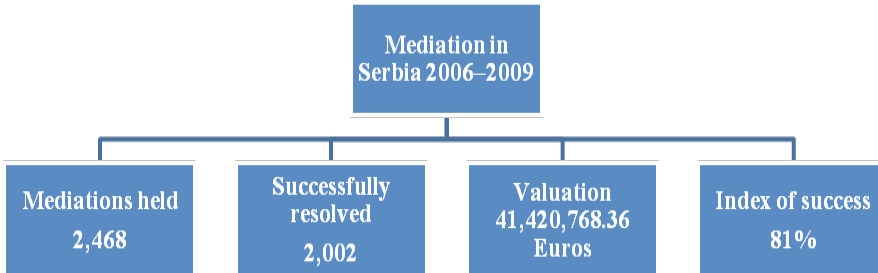 Mediation in
Serbia 2006–2009
Mediations held
2,468
Successfully
resolved
2,002
Valuation
41,420,768.36
Euros
Index of success
81%